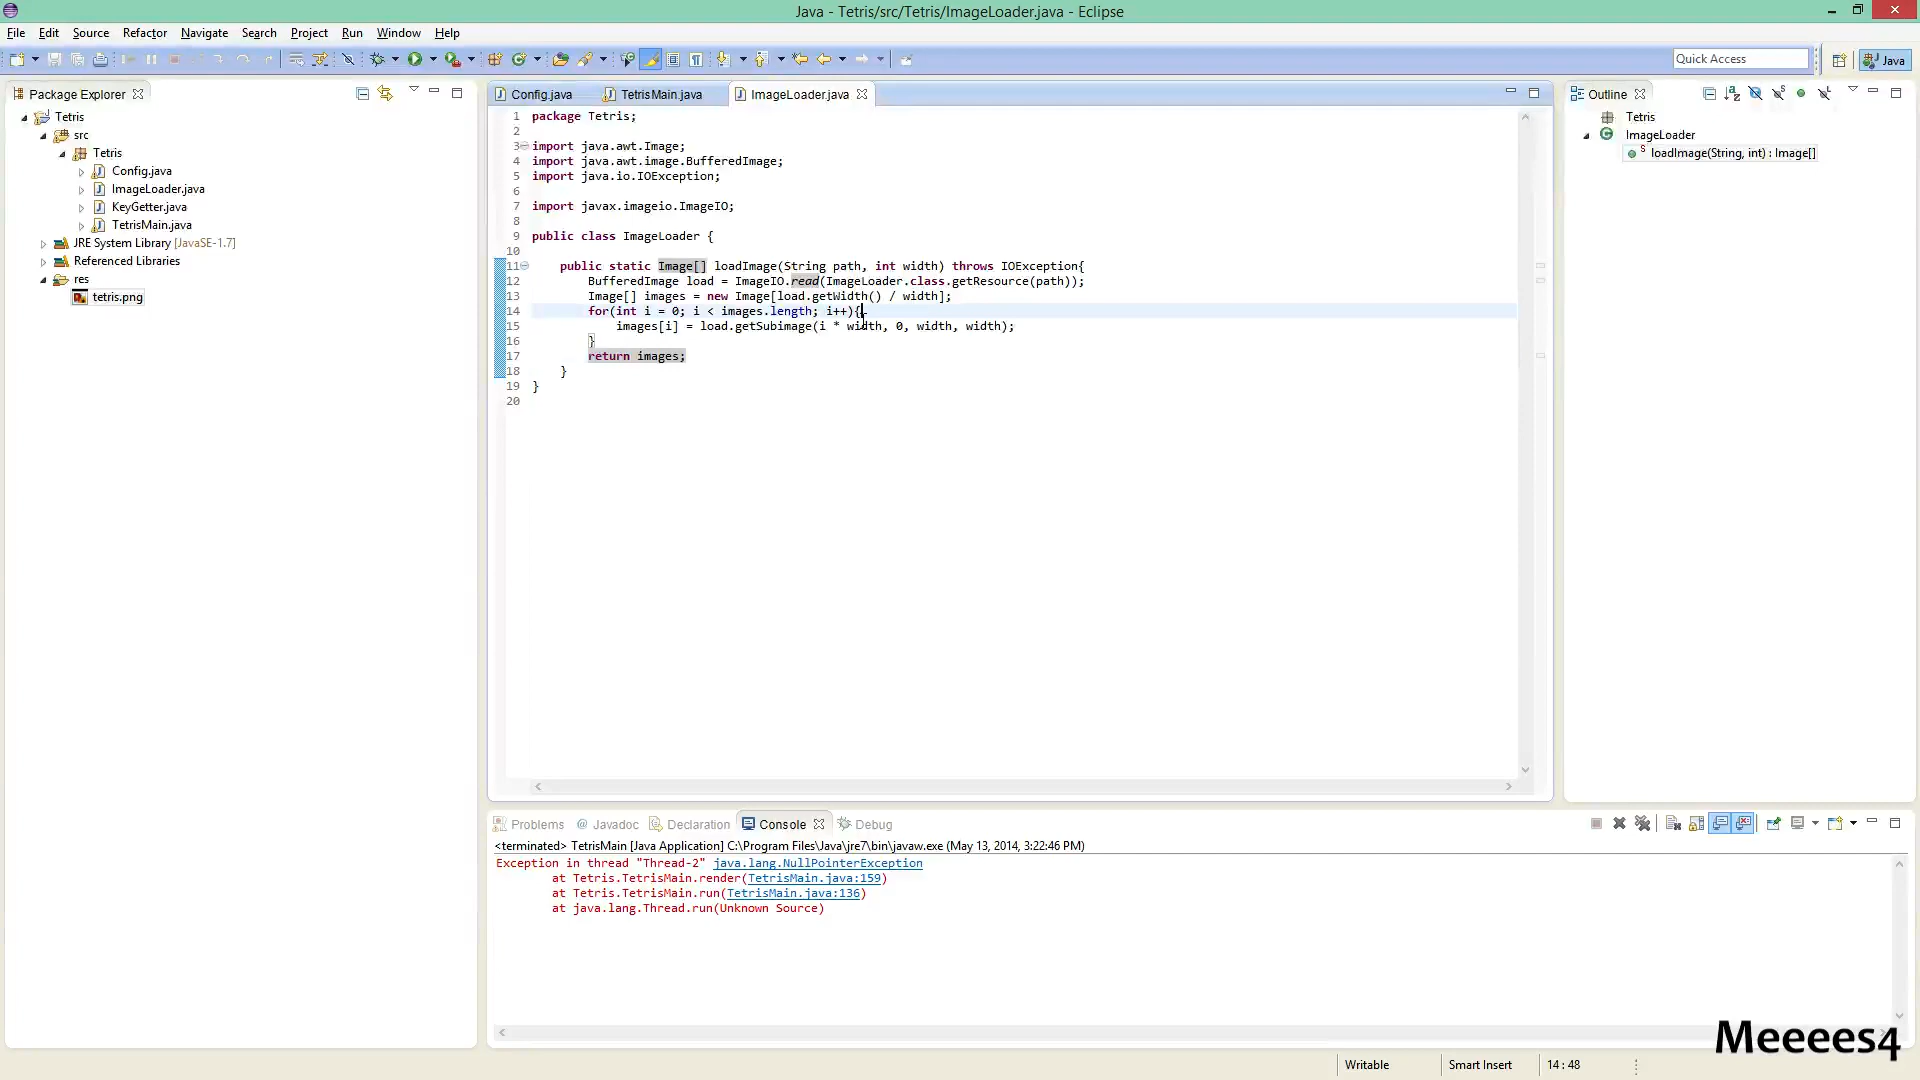 Java - Tetris/src/Tetris/ImageLoader.java - Eclipse
File Edit Source Refactor Navigate Search Project Run Window Help
Quick Access
Java
Package Explorer
Tetris
src
Tetris
Config.java
ImageLoader.java
KeyGetter.java
TetrisMain.java
JRE System Library [JavaSE-1.7]
Referenced Libraries
res
tetris.png
Config.java TetrisMain.java ImageLoader.java
1 package Tetris;
2
3 import java.awt.Image;
4 import java.awt.image.BufferedImage;
5 import java.io.IOException;
6
7 import javax.imageio.ImageIO;
8
9 public class ImageLoader {
10
11 public static Image[] loadImage(String path, int width) throws IOException{
12 BufferedImage load = ImageIO.read(ImageLoader.class.getResource(path));
13 Image[] images = new Image[load.getWidth() / width];
14 for(int i = 0; i < images.length; i++){
15 images[i] = load.getSubimage(i * width, 0, width, width);
16 }
17 return images;
18 }
19 }
20
Outline
Tetris
ImageLoader
loadImage(String, int) : Image[]
Problems Javadoc Declaration Console Debug
<terminated> TetrisMain [Java Application] C:\Program Files\Java\jre7\bin\javaw.exe (May 13, 2014, 3:22:46 PM)
Exception in thread "Thread-2" java.lang.NullPointerException
at Tetris.TetrisMain.render(TetrisMain.java:159)
at Tetris.TetrisMain.run(TetrisMain.java:136)
at java.lang.Thread.run(Unknown Source)
Meeees4
Writable Smart Insert 14 : 48